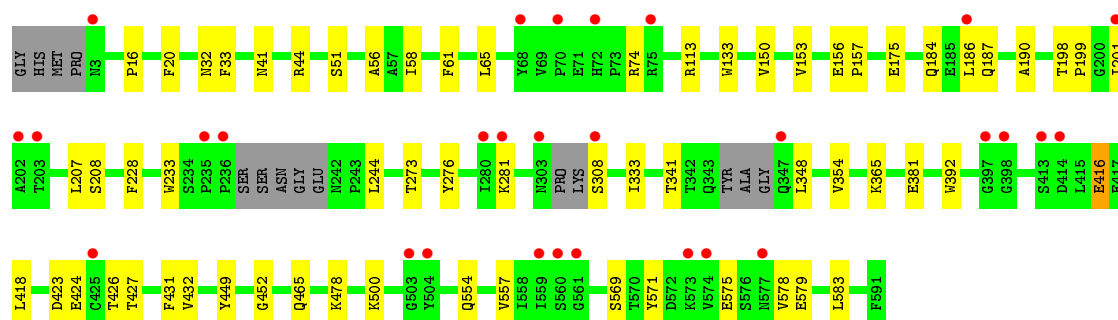 GLY HIS MET PRO N3 P16 F20 N32 F33 N41 R44 S51 A56 A57 I58 F61 L65 Y68 V69 P70 E71 H72 P73 R74 R75 R113 W133 V150 V153 E156 P157 E175 Q184 E185 L186 Q187 A190 T198 P199 G200 I201
A202 T203 L207 S208 F228 W233 S234 P235 P236 SER SER ASN GLY GLU N242 P243 L244 T273 Y276 I280 K281 N303 PRO LYS S308 I333 T341 T342 Q343 TYR ALA GLY Q347 L348 V354 K365 E381 W392 G397 G398 S413 D414 L415 E416
L418 D423 E424 C425 T426 T427 F431 V432 Y449 G452 Q465 K478 K500 G503 Y504 Q554 V557 I558 I559 S560 G561 S569 T570 Y571 D572 K573 V574 E575 S576 N577 V578 E579 L583 F591